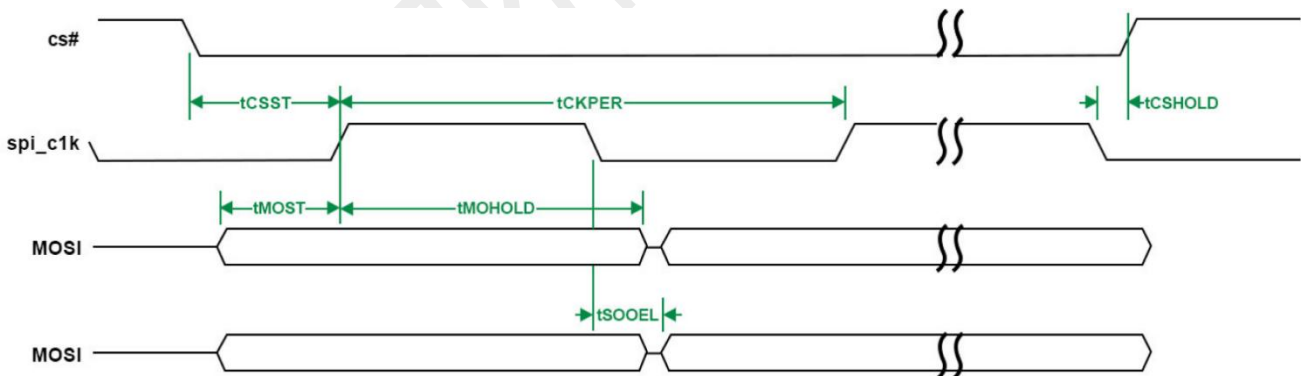 cs#
tCSST tCKPER tCSHOLD
spi_c1k
tMOST tMOHOLD
MOSI
tSOOEL
MOSI